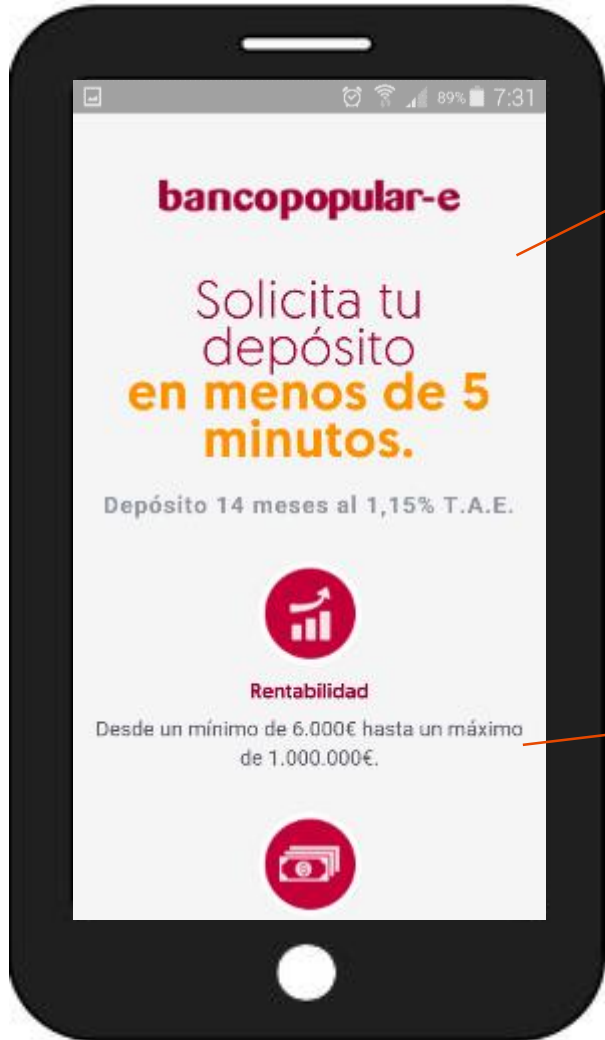 89% 7:31
bancopopular-e
Solicita tu
depósito
en menos de 5
minutos.
Depósito 14 meses al 1,15% T.A.E.
Rentabilidad
Desde un mínimo de 6.000€ hasta un máximo
de 1.000.000€.